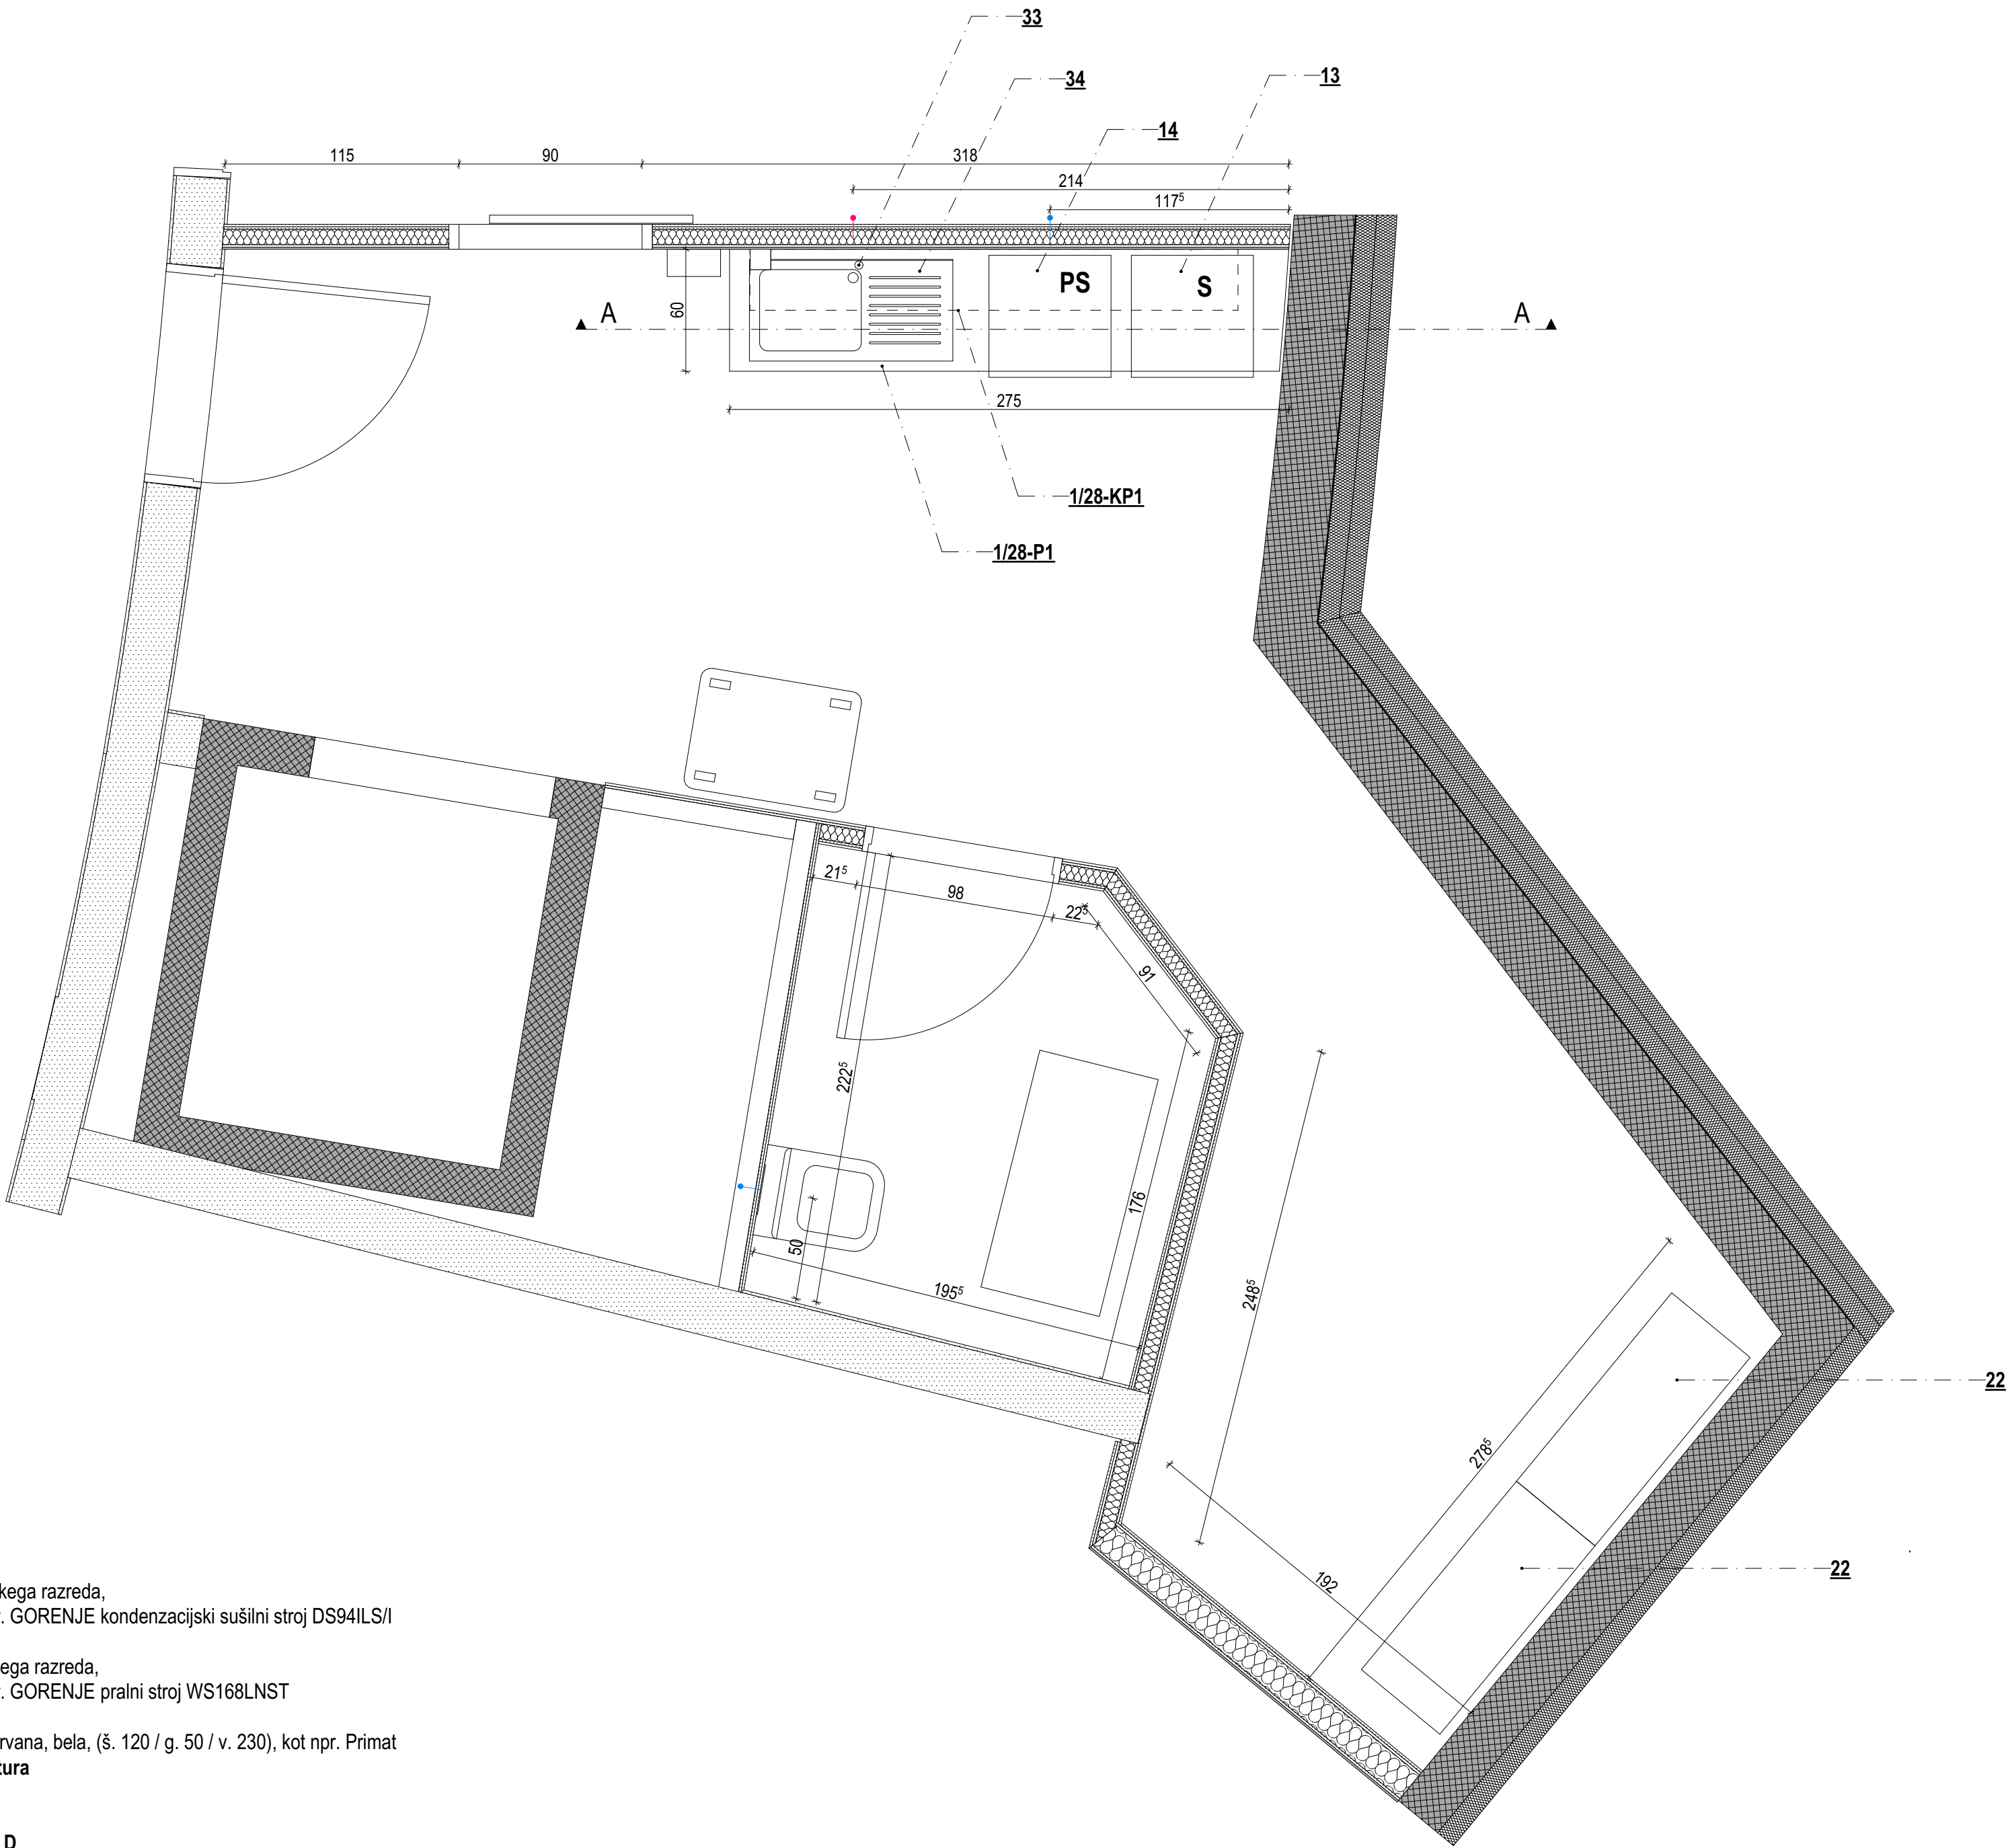 33
34
13
14
115
90
318
214
117⁵
PS
S
A
A
60
275
1/28-KP1
1/28-P1
21⁵
98
22⁵
91
222⁵
176
50
195⁵
248⁵
22
278⁵
22
192
kega razreda,
. GORENJE kondenzacijski sušilni stroj DS94ILS/I
ega razreda,
. GORENJE pralni stroj WS168LNST
rvana, bela, (š. 120 / g. 50 / v. 230), kot npr. Primat
tura
D